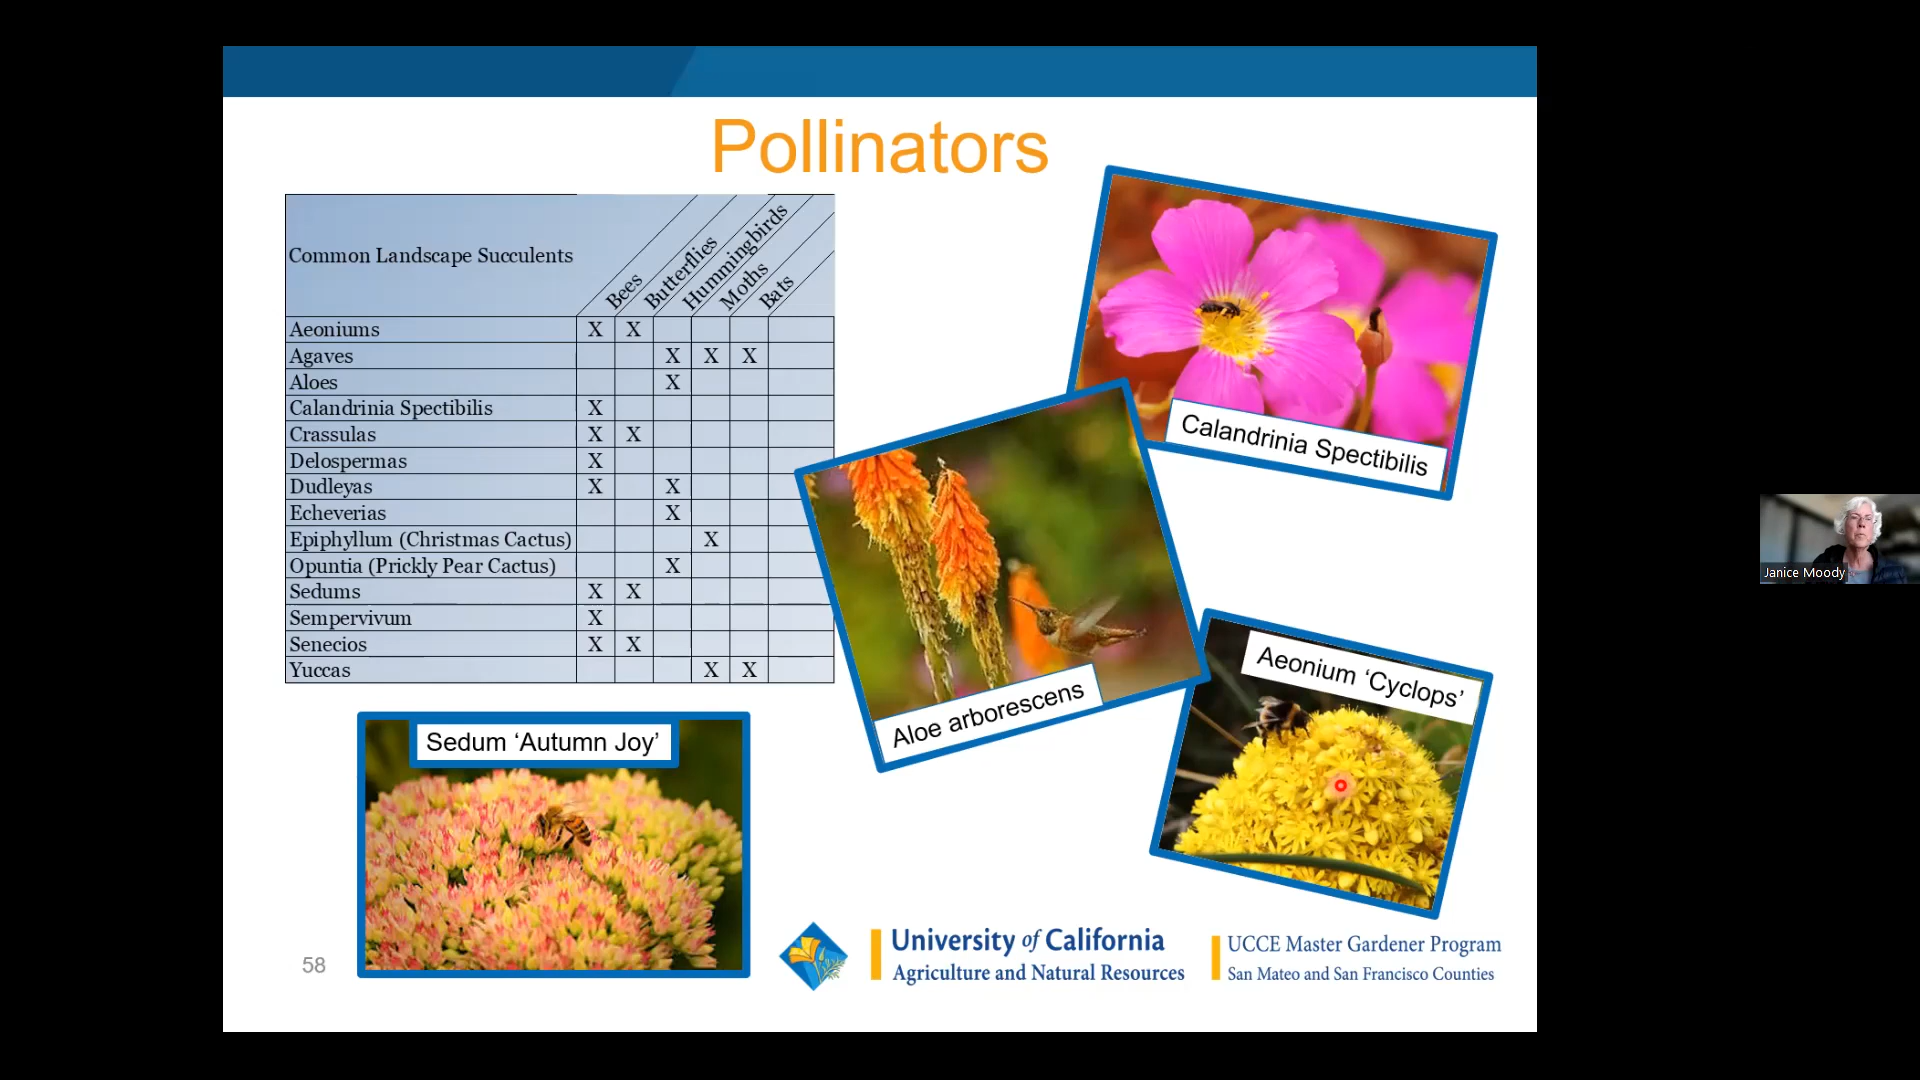 Pollinators
Common Landscape Succulents
Bees
Butterflies
Hummingbirds
Moths
Bats
Aeoniums X X
Agaves X X X
Aloes X
Calandrinia Spectibilis X
Crassulas X X
Delospermas X
Dudleyas X X
Echeverias X
Epiphyllum (Christmas Cactus) X
Opuntia (Prickly Pear Cactus) X
Sedums X X
Sempervivum X
Senecios X X
Yuccas X X
Calandrinia Spectibilis
Aloe arborescens
Aeonium ‘Cyclops’
Sedum ‘Autumn Joy’
58
University of California
Agriculture and Natural Resources
UCCE Master Gardener Program
San Mateo and San Francisco Counties
Janice Moody